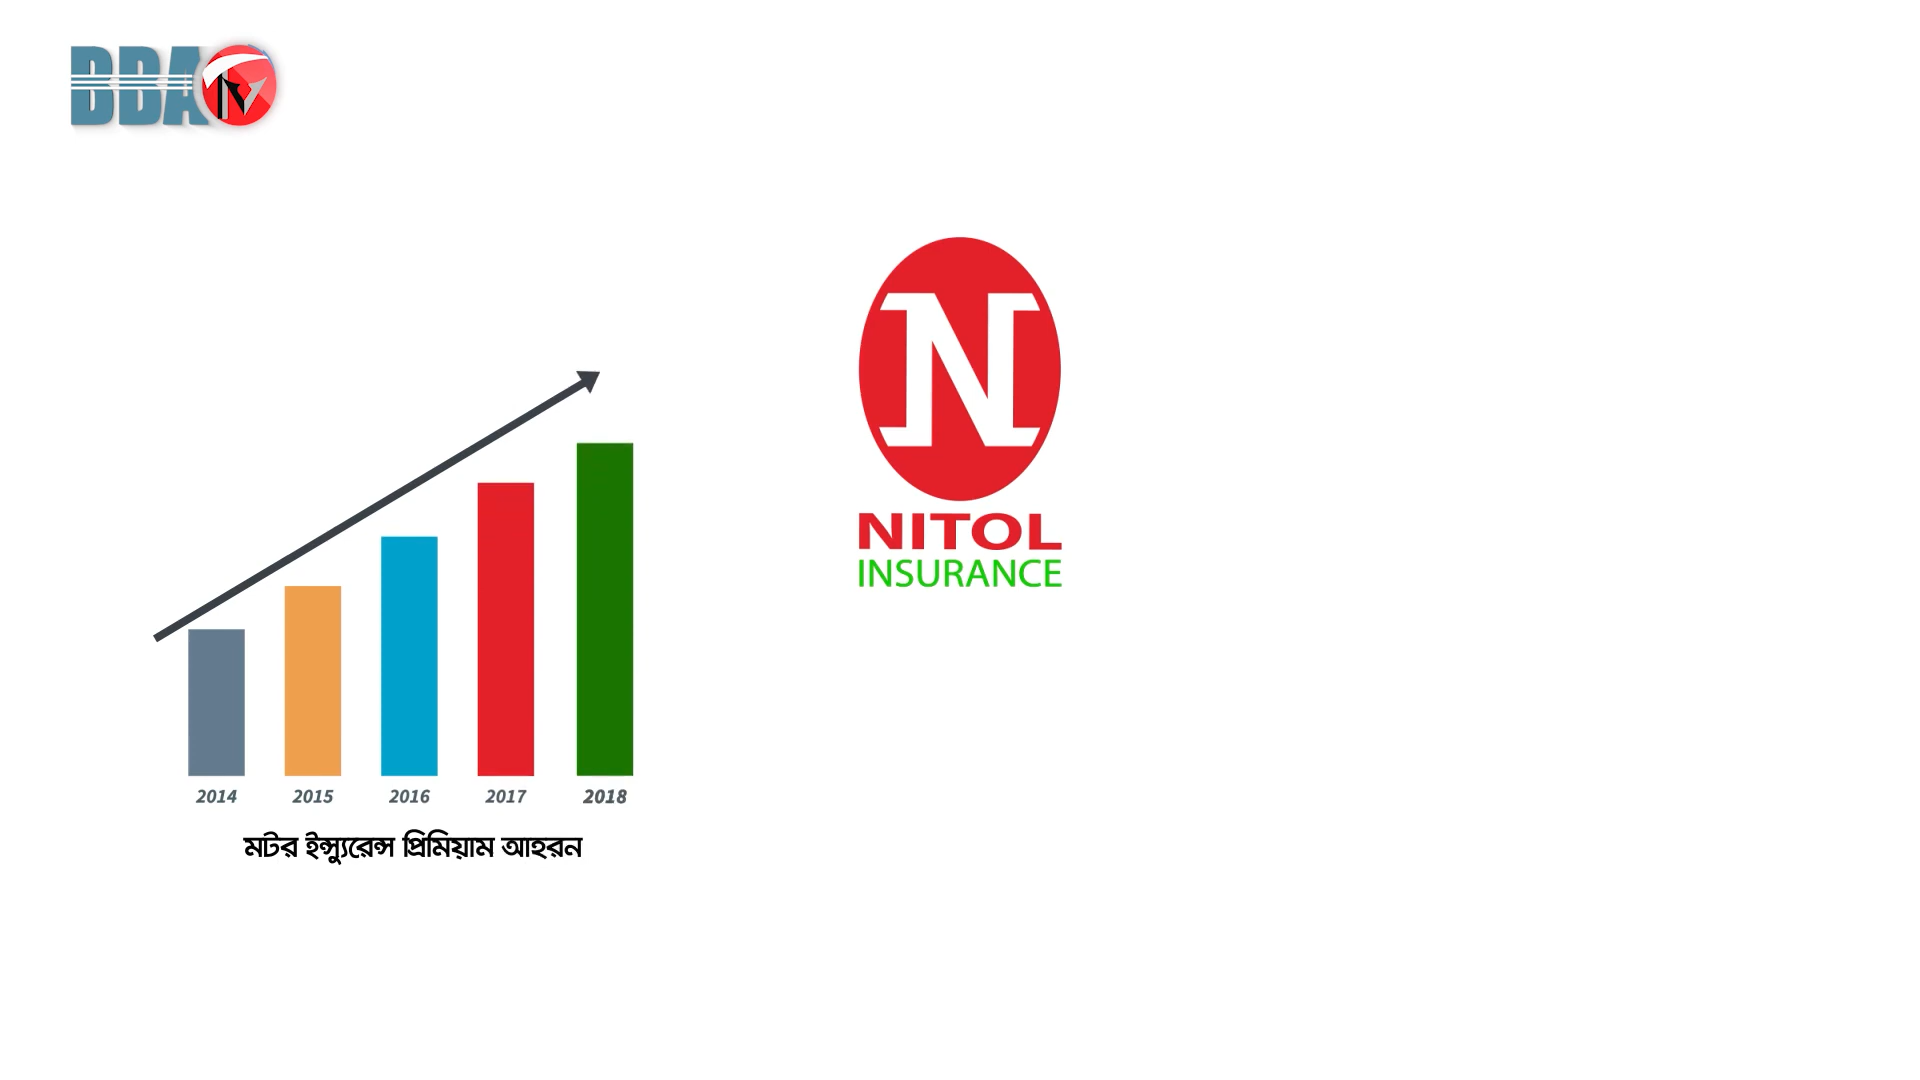 BBA TV
N
NITOL
INSURANCE
2014 2015 2016 2017 2018
মটর ইন্স্যুরেন্স প্রিমিয়াম আহরন